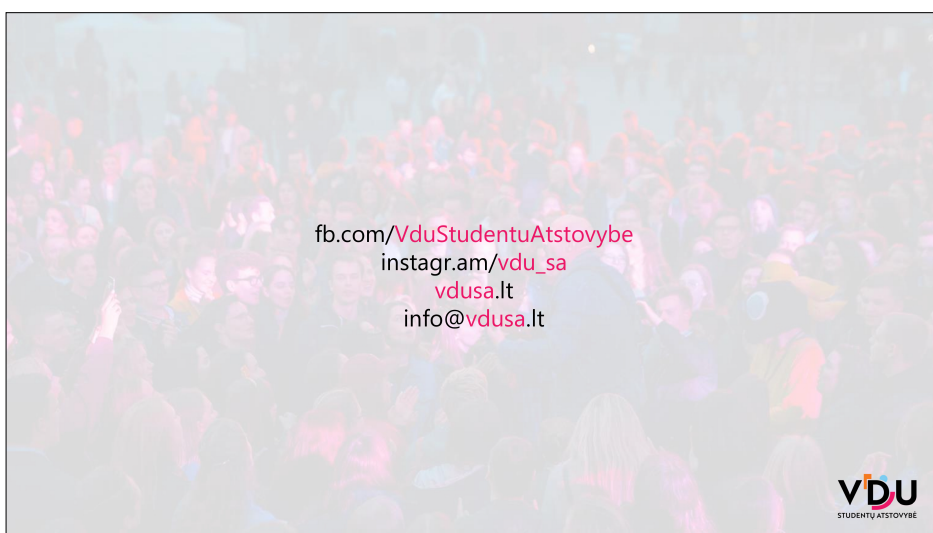 fb.com/VduStudentuAtstovybe
instagr.am/vdu_sa
vdusa.lt
info@vdusa.lt
VDU
STUDENTŲ ATSTOVYBĖ